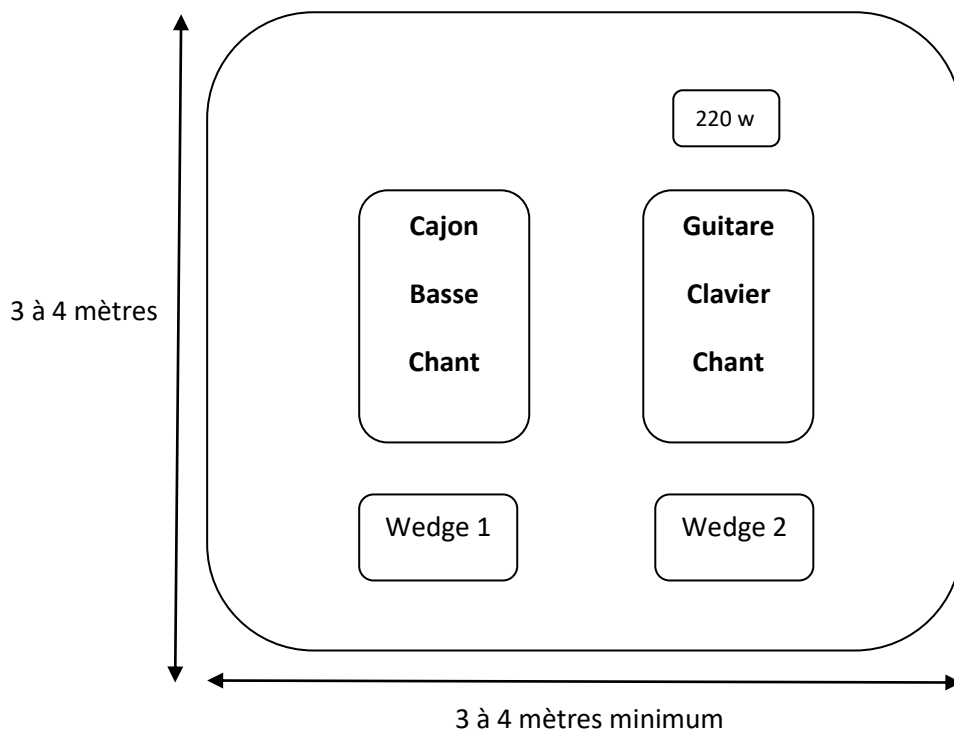 220 w
Cajon
Guitare
Basse
Clavier
3 à 4 mètres
Chant
Chant
Wedge 1
Wedge 2
3 à 4 mètres minimum